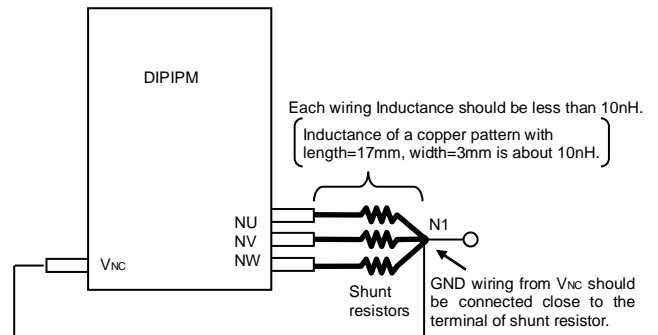 DIPIPM
Each wiring Inductance should be less than 10nH.
Inductance of a copper pattern with
length=17mm, width=3mm is about 10nH.
NU
NV
NW
N1
VNC
Shunt
resistors
GND wiring from VNC should
be connected close to the
terminal of shunt resistor.